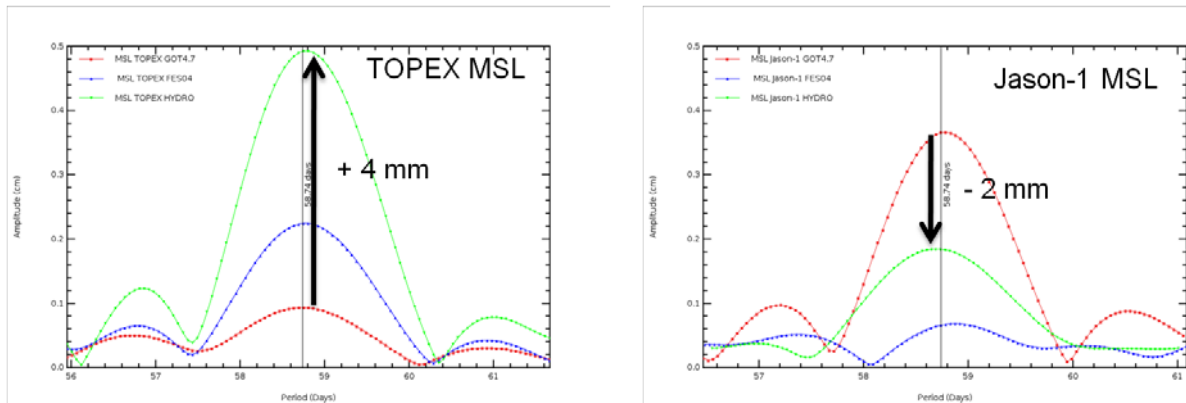 MSL TOPEX GOT4.7
MSL TOPEX FES04
MSL TOPEX HYDRO
TOPEX MSL
+ 4 mm
58.74 days
Amplitude (cm)
0.5
0.4
0.3
0.2
0.1
0.0
56
57
58
59
60
61
Period (Days)
MSL Jason-1 GOT4.7
MSL Jason-1 FES04
MSL Jason-1 HYDRO
Jason-1 MSL
- 2 mm
58.74 days
Amplitude (cm)
0.5
0.4
0.3
0.2
0.1
0.0
57
58
59
60
61
Period (Days)